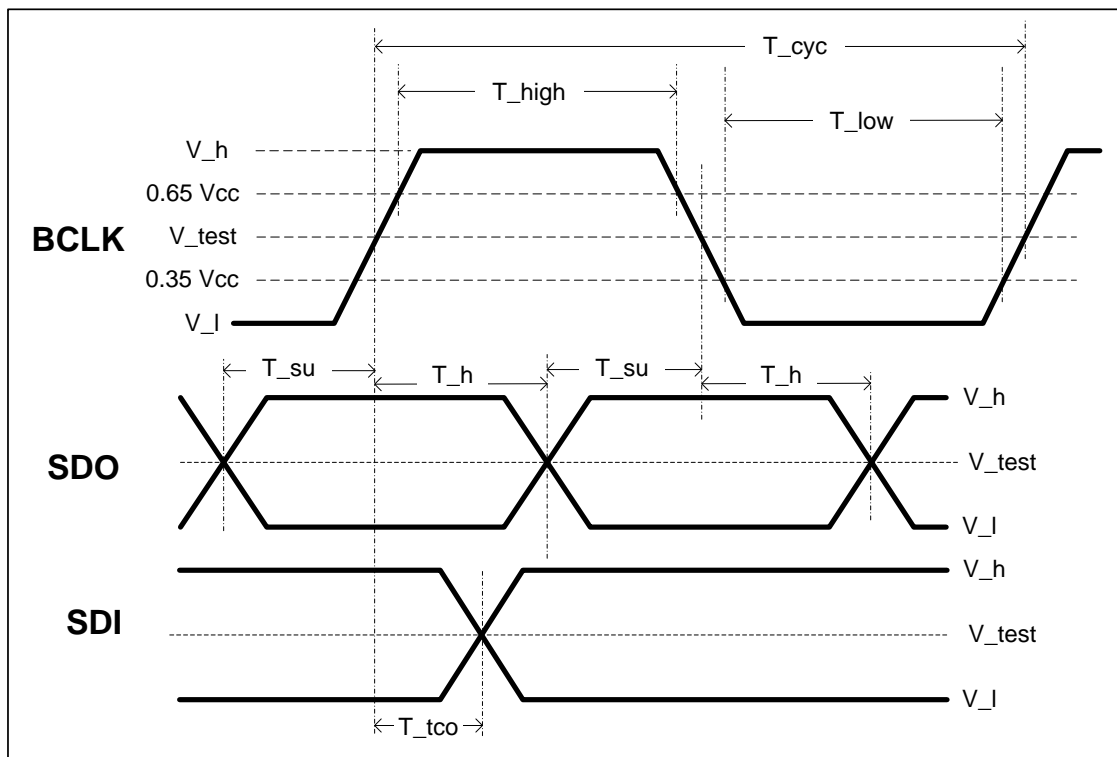 T_cyc
T_high
T_low
V_h
0.65 Vcc
BCLK
V_test
0.35 Vcc
V_l
T_su
T_h
T_su
T_h
V_h
SDO
V_test
V_l
V_h
SDI
V_test
V_l
T_tco